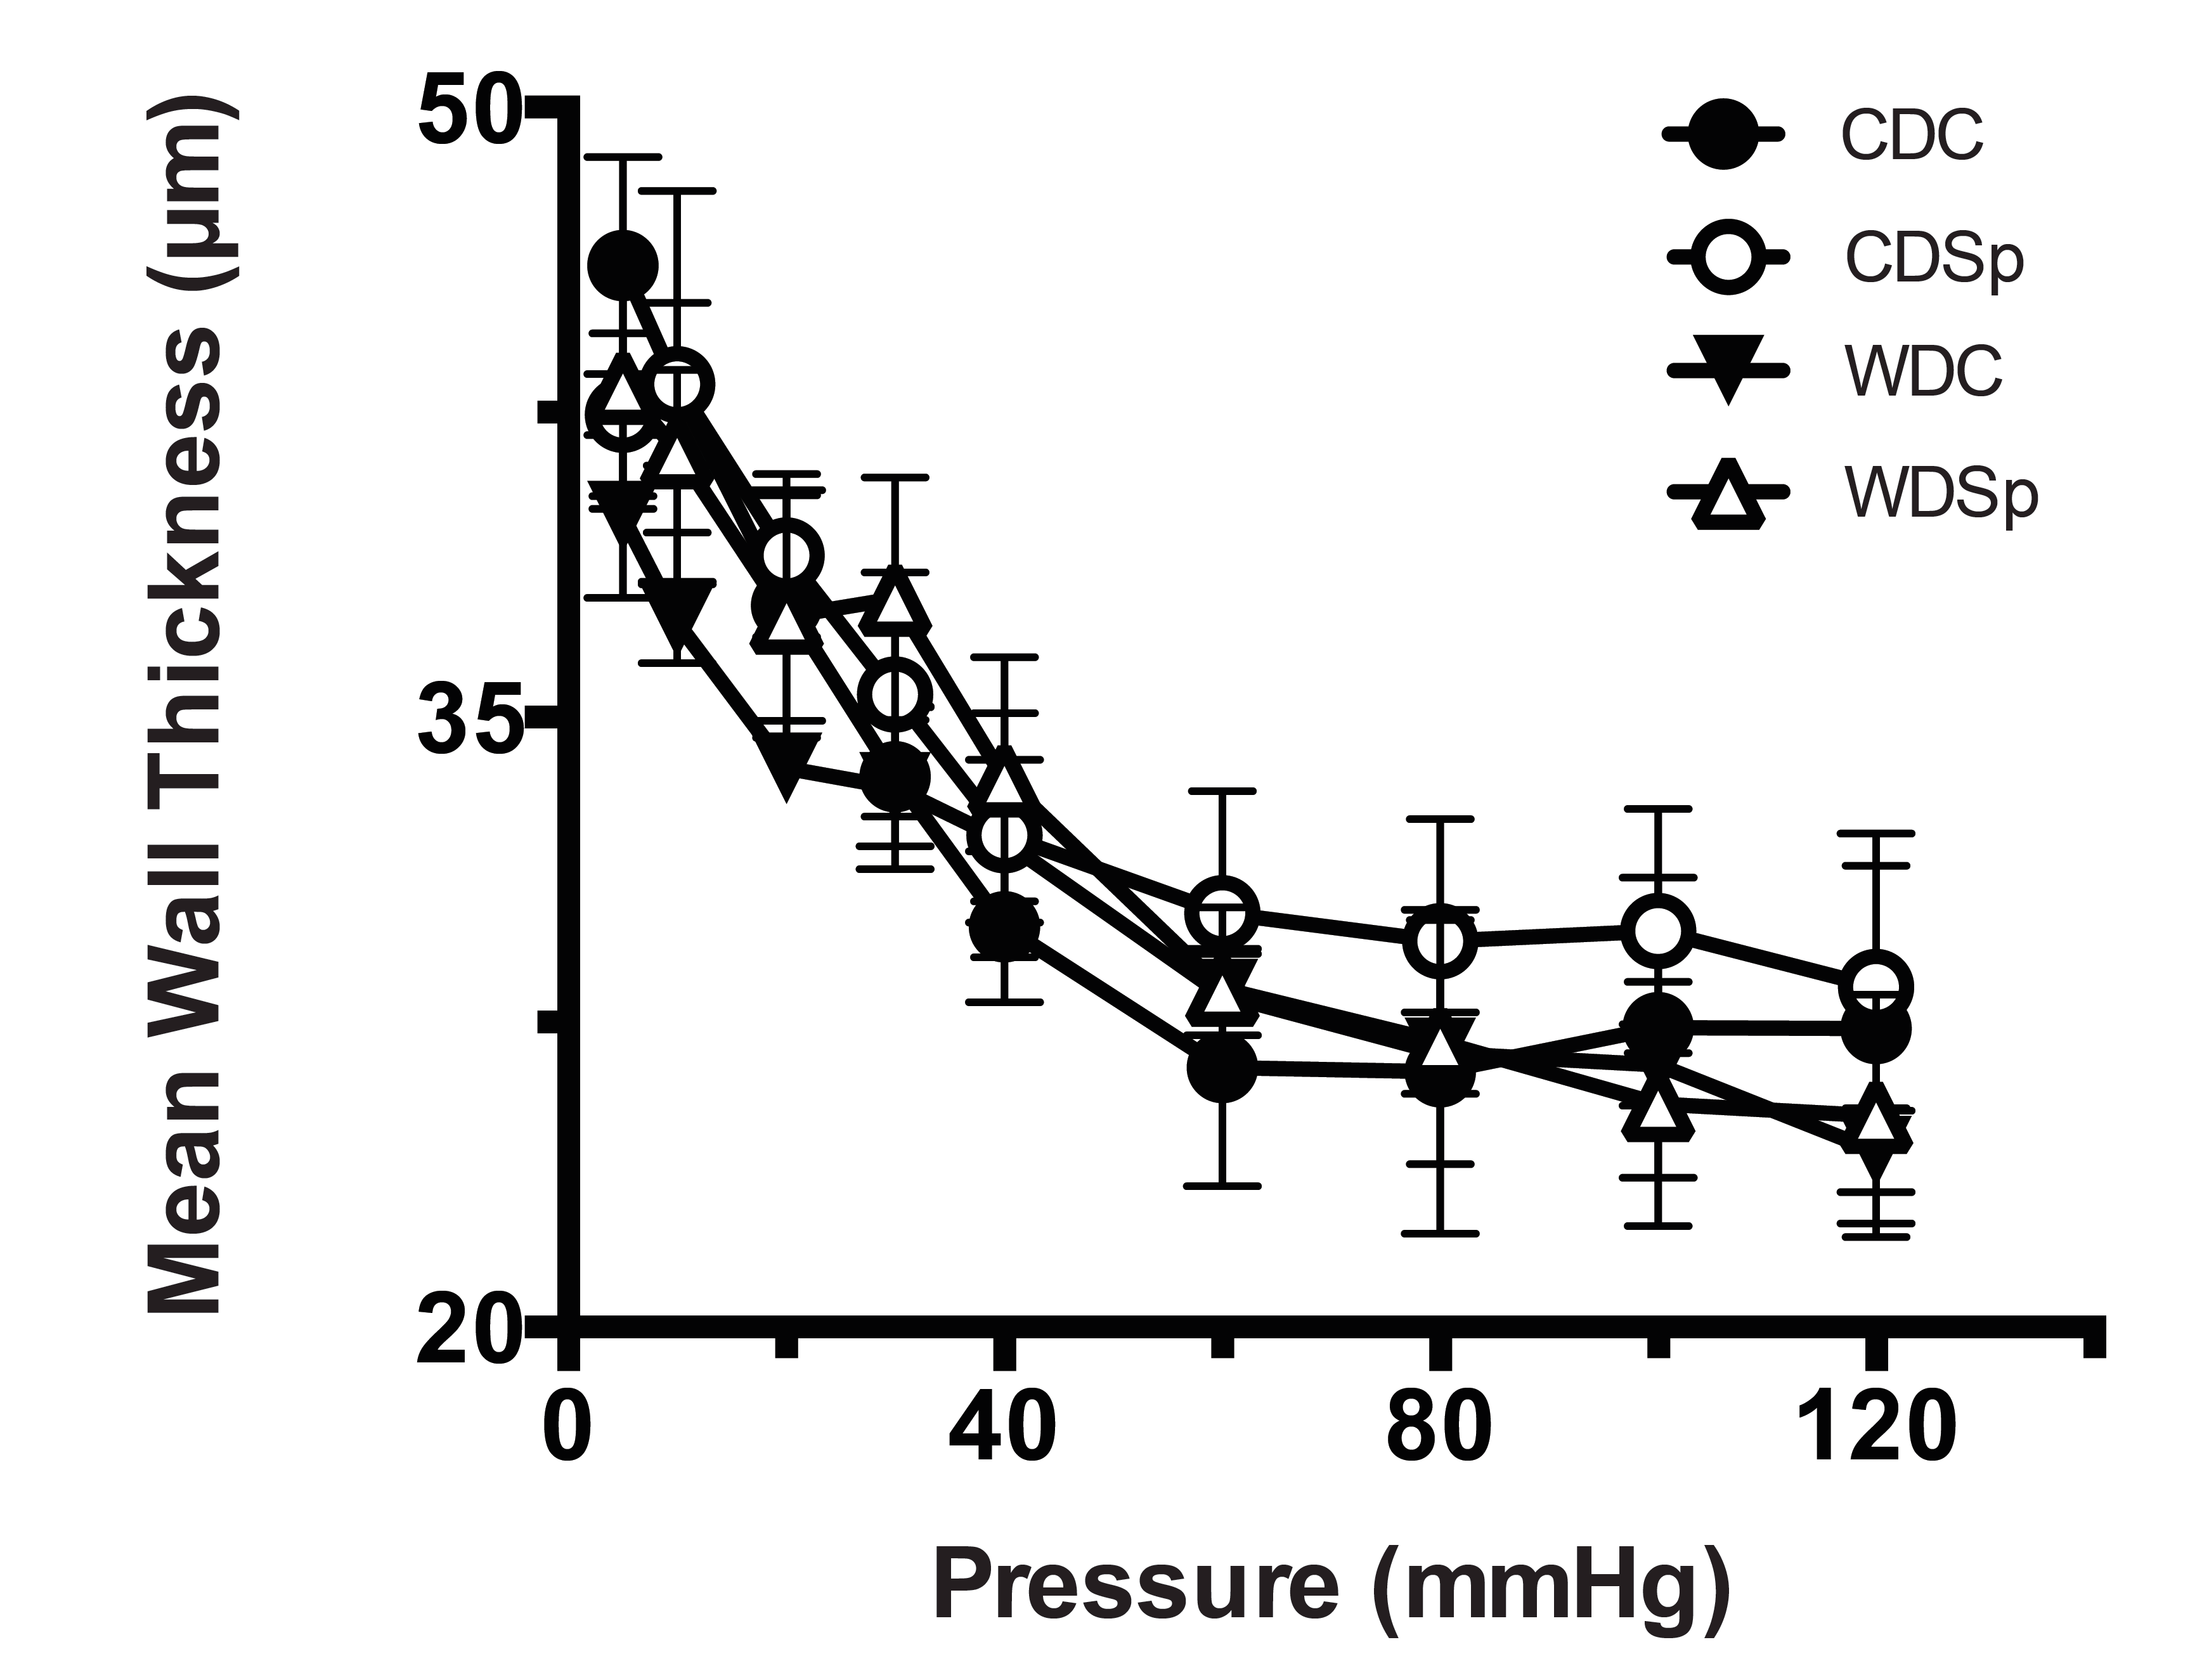 Mean Wall Thickness (µm)
50
35
20
CDC
CDSp
WDC
WDSp
0 40 80 120
Pressure (mmHg)